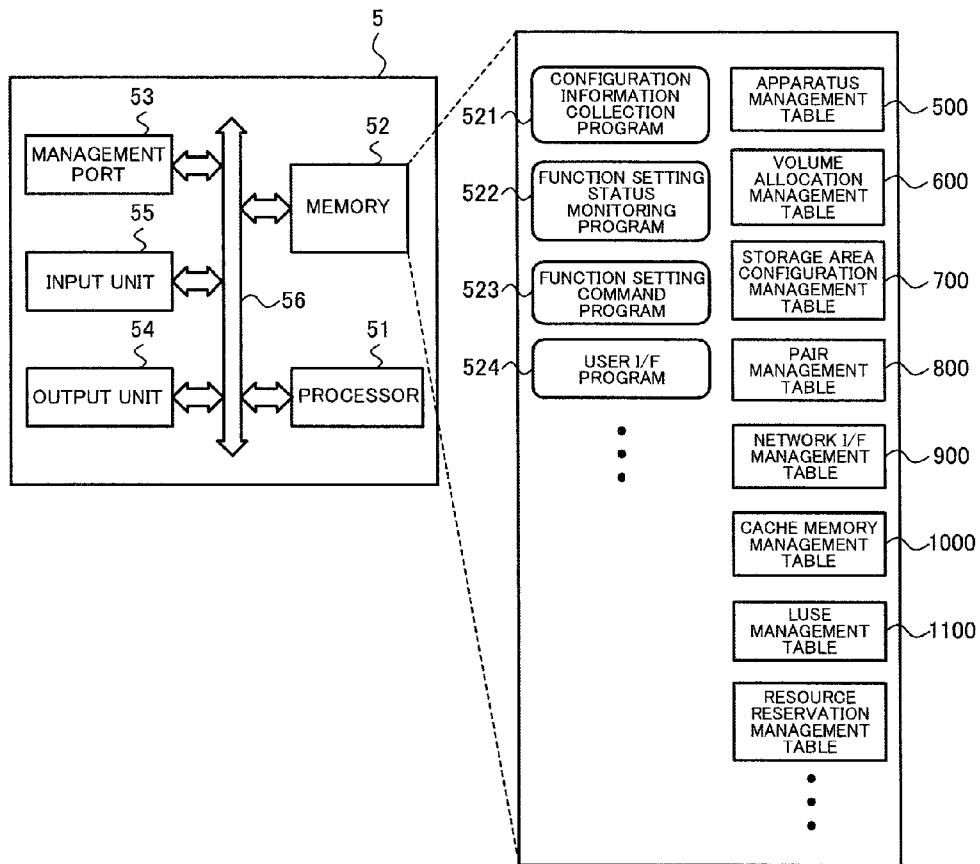 5
53
MANAGEMENT
PORT
55
INPUT UNIT
54
OUTPUT UNIT
56
52
MEMORY
51
PROCESSOR
521
CONFIGURATION
INFORMATION
COLLECTION
PROGRAM
522
FUNCTION SETTING
STATUS
MONITORING
PROGRAM
523
FUNCTION SETTING
COMMAND
PROGRAM
524
USER I/F
PROGRAM
APPARATUS
MANAGEMENT
TABLE
500
VOLUME
ALLOCATION
MANAGEMENT
TABLE
600
STORAGE AREA
CONFIGURATION
MANAGEMENT
TABLE
700
PAIR
MANAGEMENT
TABLE
800
NETWORK I/F
MANAGEMENT
TABLE
900
CACHE MEMORY
MANAGEMENT
TABLE
1000
LUSE
MANAGEMENT
TABLE
1100
RESOURCE
RESERVATION
MANAGEMENT
TABLE